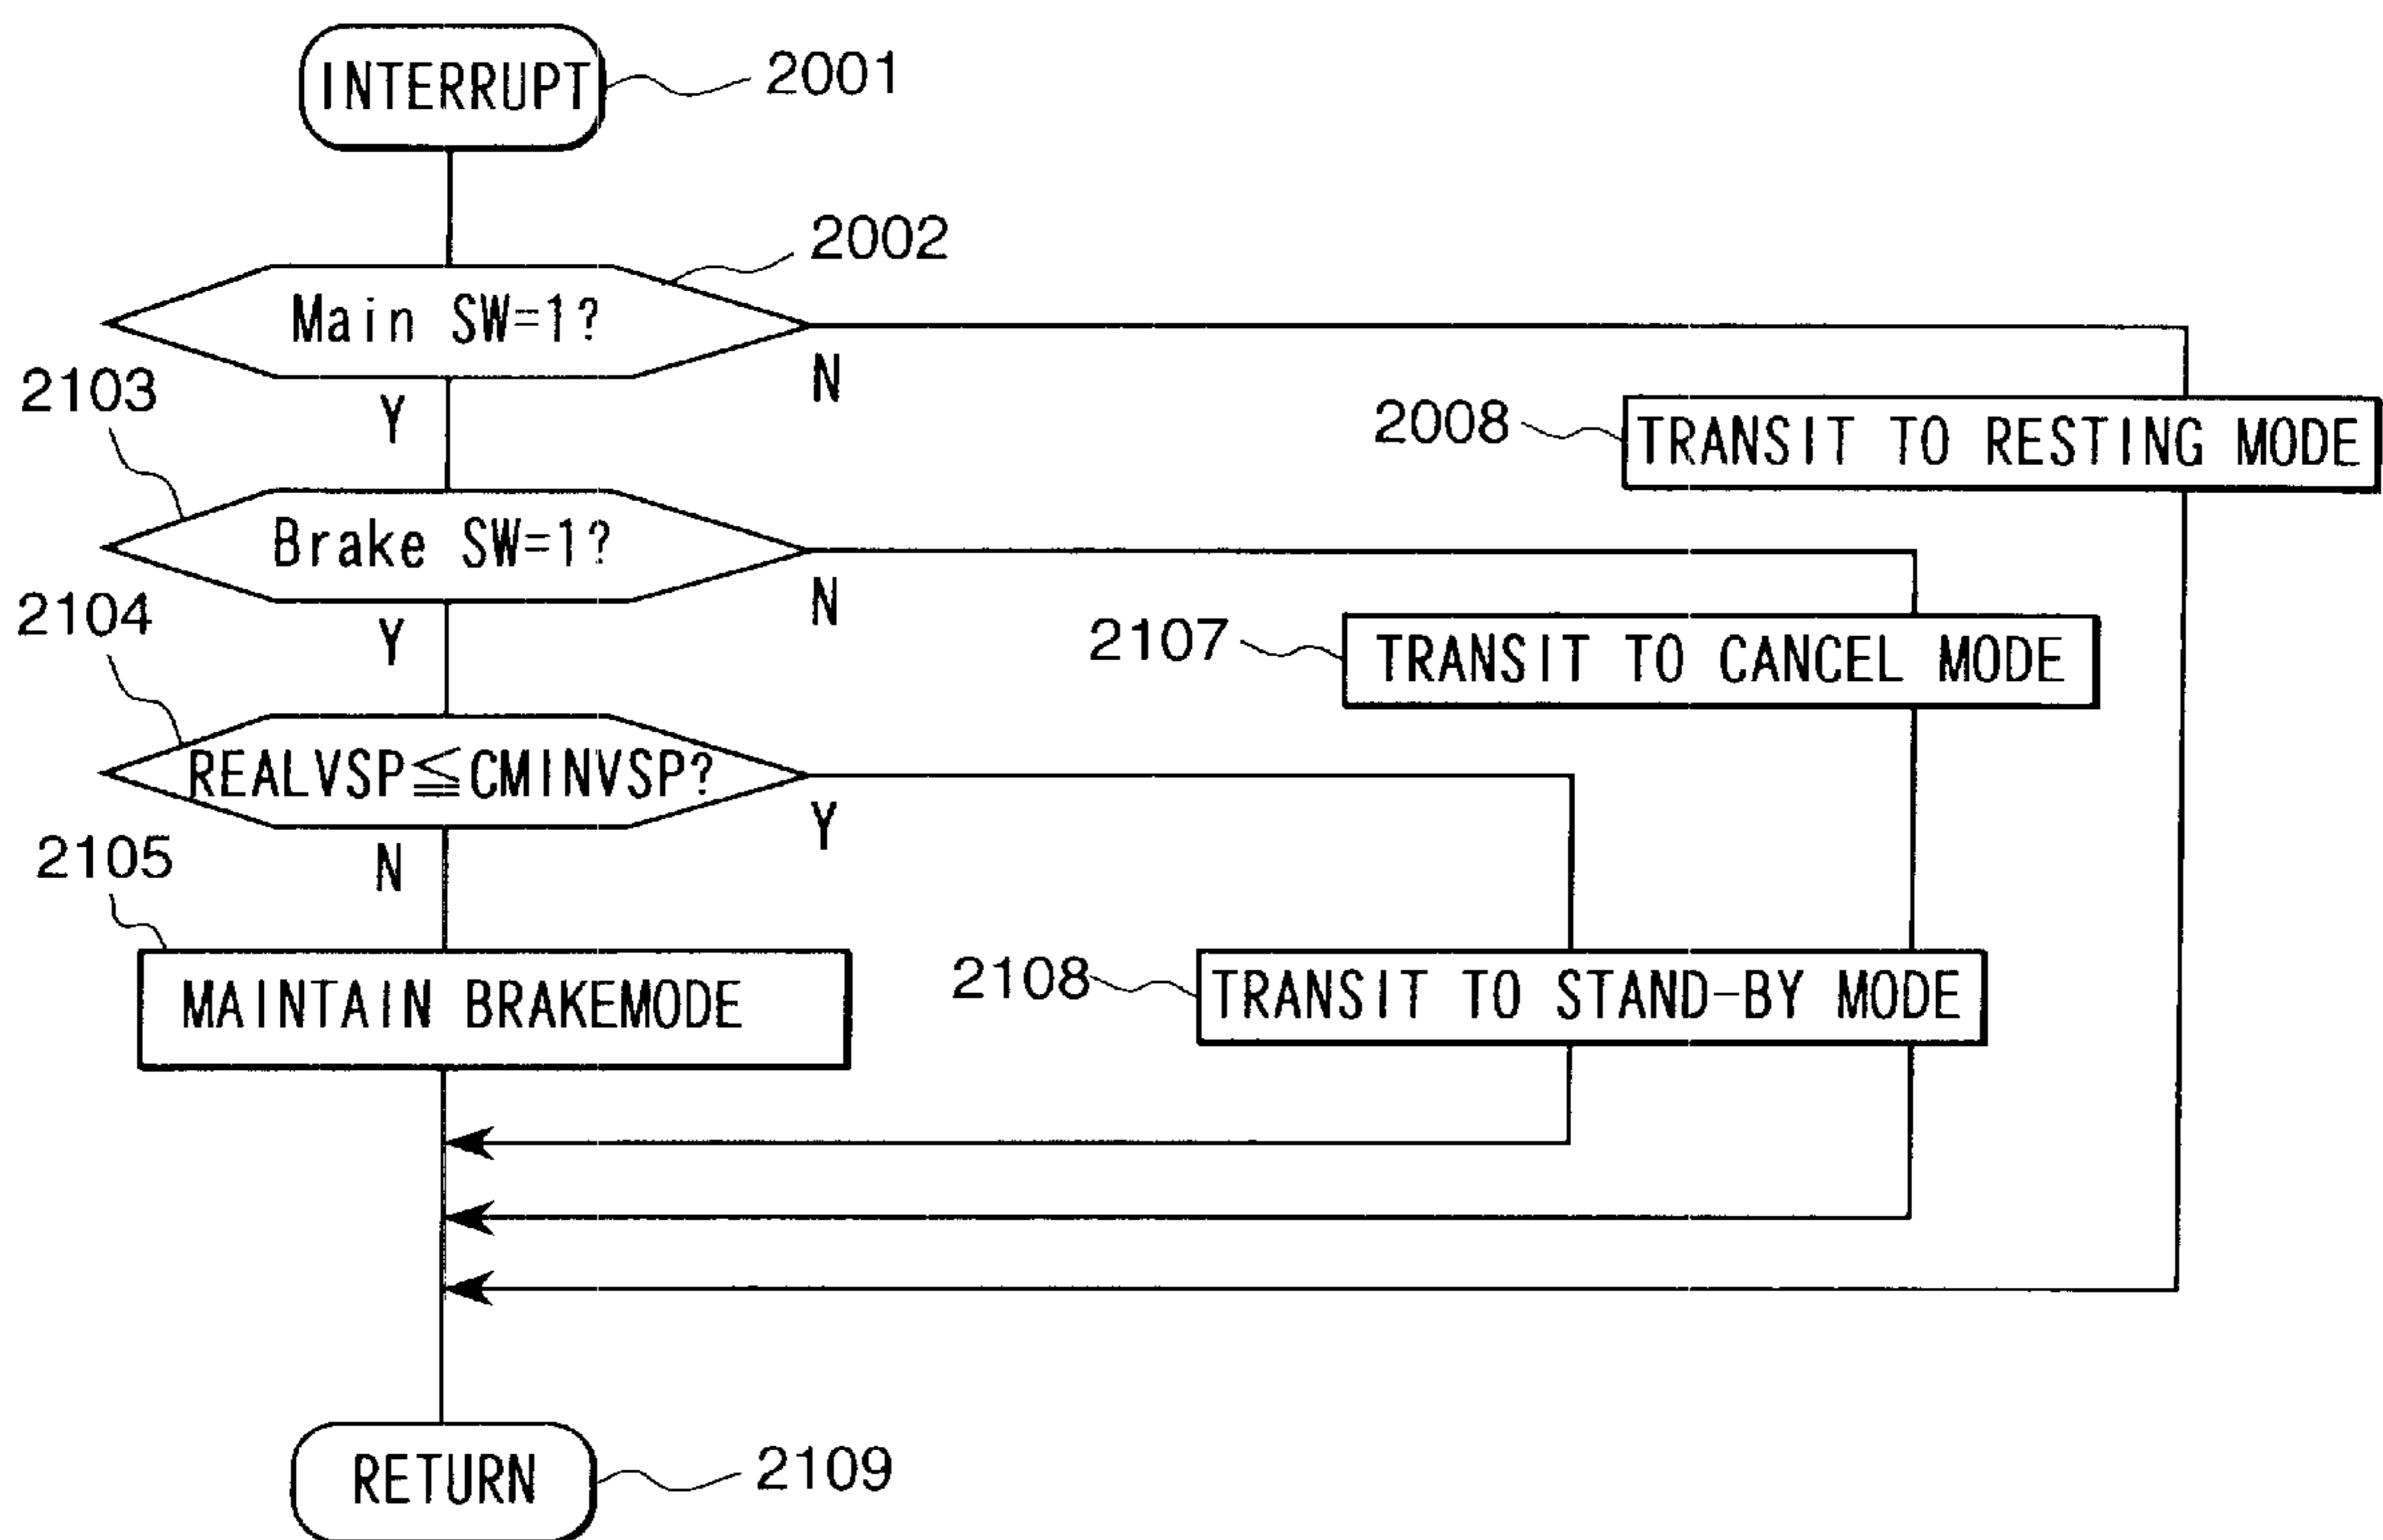 INTERRUPT
2001
2002
Main SW=1?
N
Y
2103
2008
TRANSIT TO RESTING MODE
Brake SW=1?
N
Y
2104
2107
TRANSIT TO CANCEL MODE
REALVSP≦CMINVSP?
Y
N
2105
MAINTAIN BRAKEMODE
2108
TRANSIT TO STAND-BY MODE
RETURN
2109